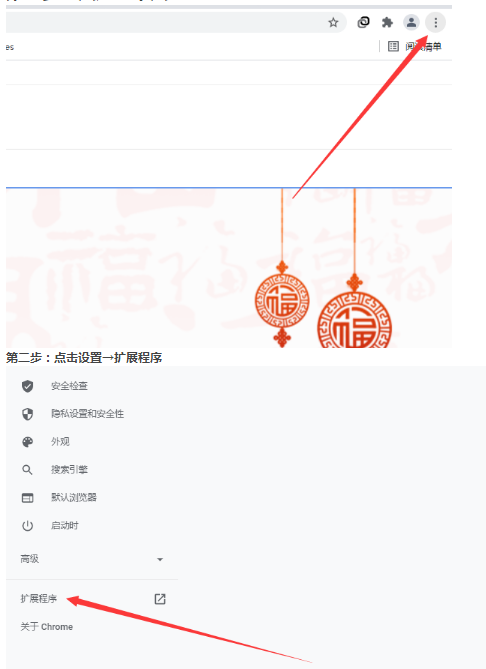 es
阅读清单
福
福
第二步：点击设置→扩展程序
安全检查
隐私设置和安全性
外观
搜索引擎
默认浏览器
启动时
高级
扩展程序
关于 Chrome